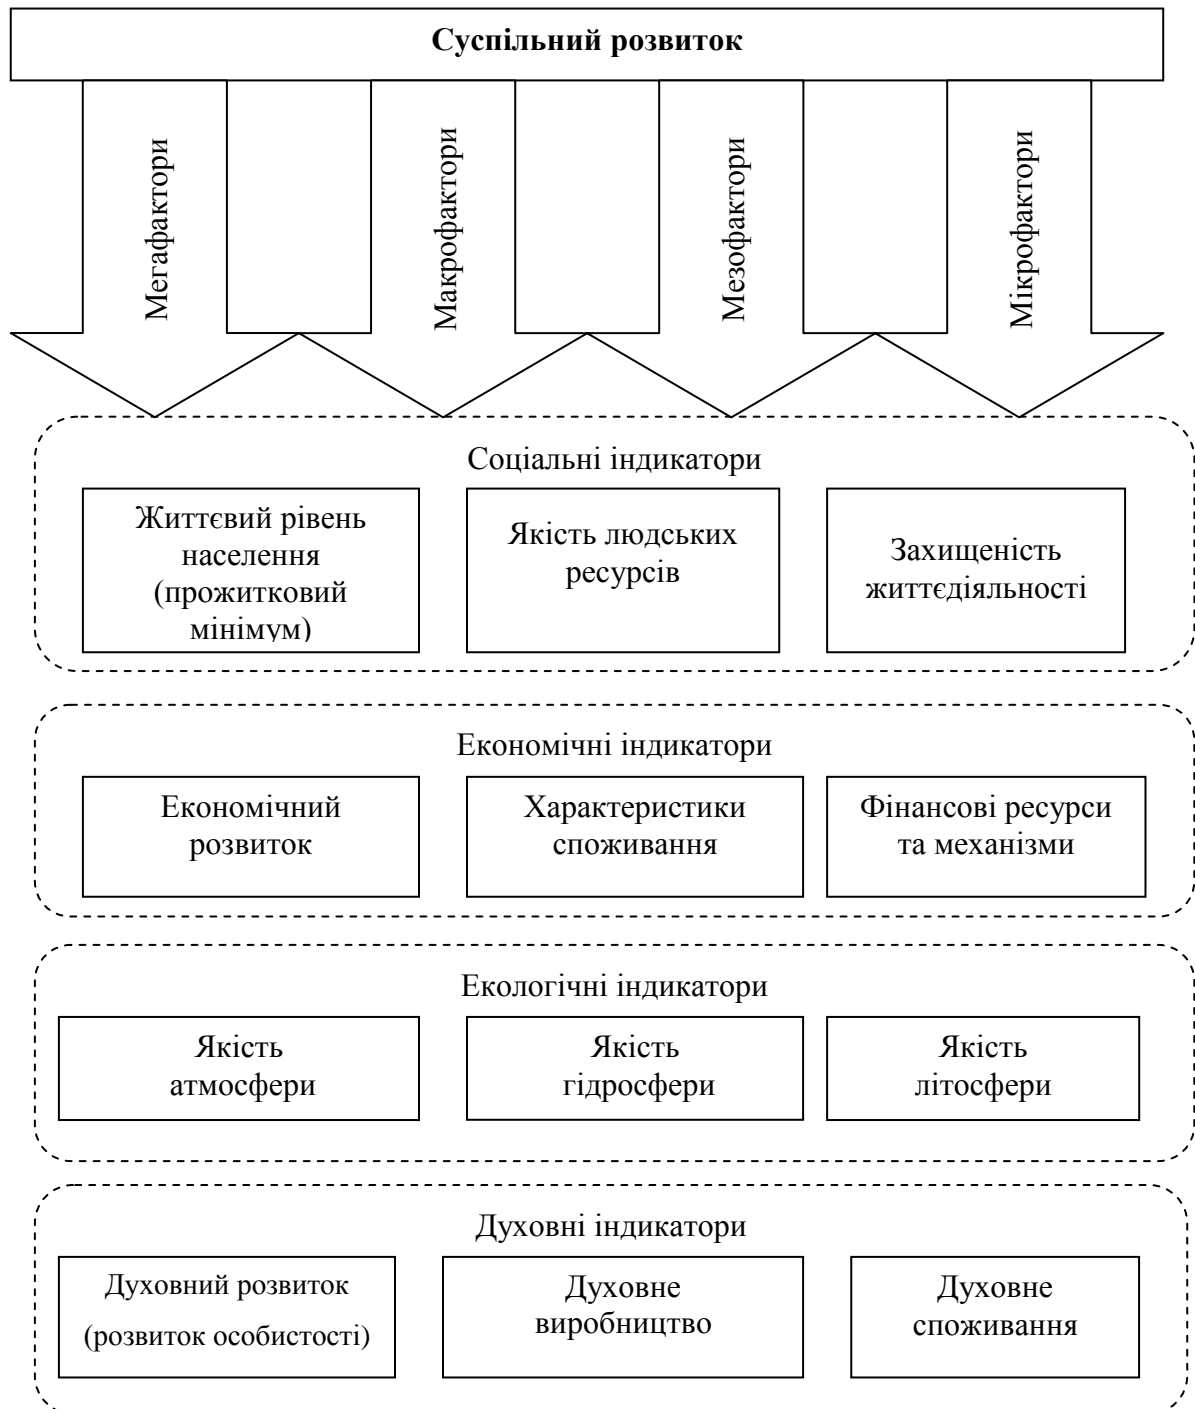 Суспільний розвиток
Мегафактори
Макрофактори
Мезофактори
Мікрофактори
Соціальні індикатори
Життєвий рівень
населення
(прожитковий
мінімум)
Якість людських
ресурсів
Захищеність
життєдіяльності
Економічні індикатори
Економічний
розвиток
Характеристики
споживання
Фінансові ресурси
та механізми
Екологічні індикатори
Якість
атмосфери
Якість
гідросфери
Якість
літосфери
Духовні індикатори
Духовний розвиток
(розвиток особистості)
Духовне
виробництво
Духовне
споживання